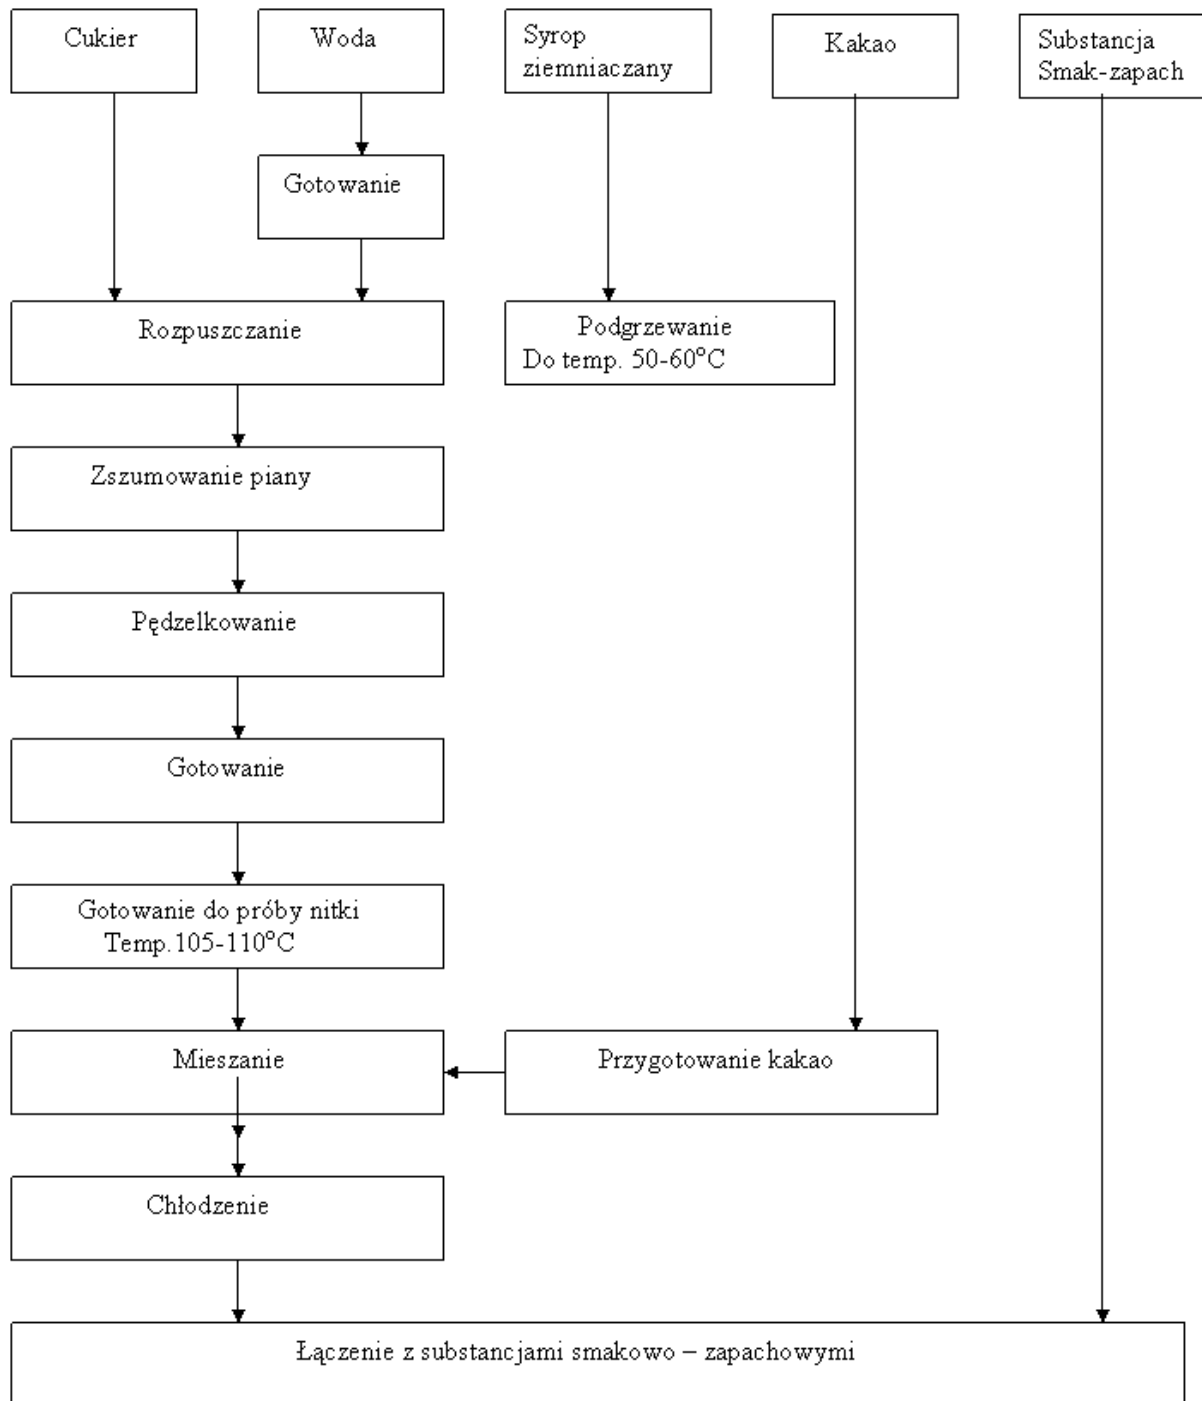 Cukier
Woda
Syrop
ziemniaczany
Kakao
Substancja
Smak-zapach
Gotowanie
Rozpuszczanie
Podgrzewanie
Do temp. 50-60°C
Zszumowanie piany
Pędzelkowanie
Gotowanie
Gotowanie do próby nitki
Temp.105-110°C
Mieszanie
Przygotowanie kakao
Chłodzenie
Łączenie z substancjami smakowo – zapachowymi